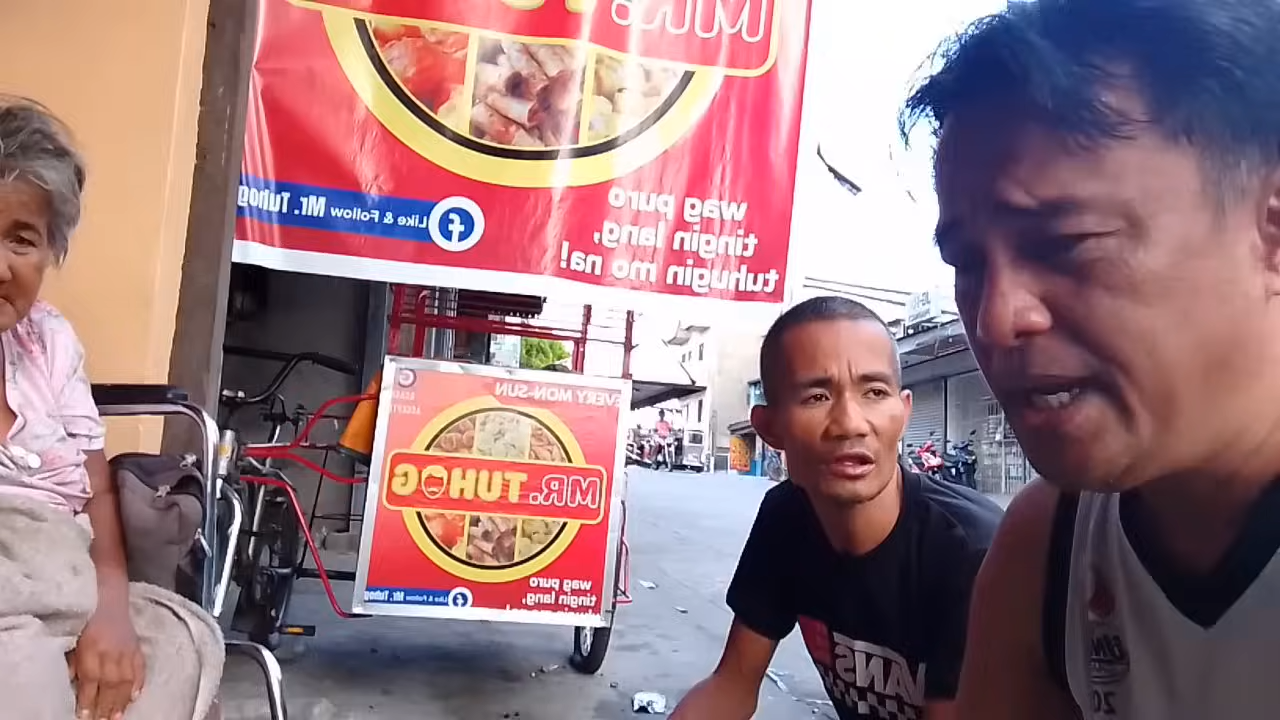 MR.
Like & Follow Mr. Tuhog
wag puro
tingin lang,
tuhugin mo na!
EVERY MON-SUN
MR. TUHOG
wag puro
tingin lang,
Like & Follow Mr. Tuhog
VANS